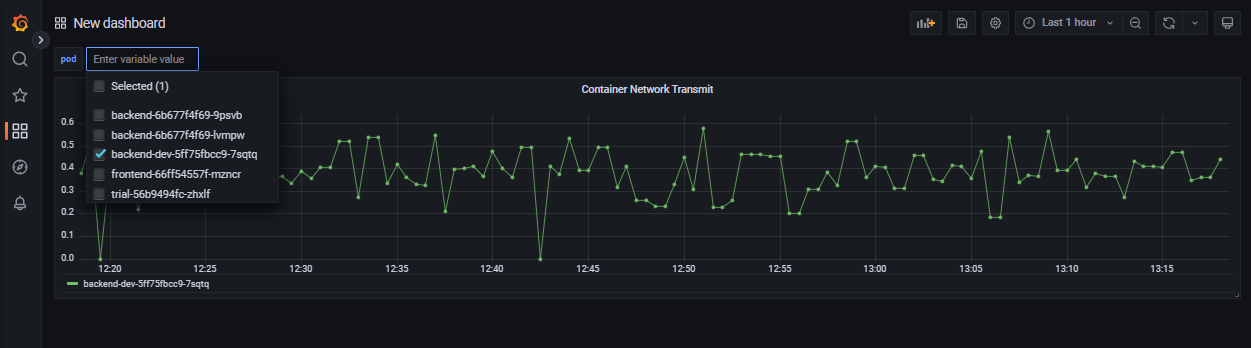 New dashboard
Last 1 hour
pod
Enter variable value
Selected (1)
backend-6b677f4f69-9psvb
backend-6b677f4f69-lvmpw
backend-dev-5ff75fbcc9-7sqtq
frontend-66ff54557f-mzncr
trial-56b9494fc-zhxlf
Container Network Transmit
0.6
0.5
0.4
0.3
0.2
0.1
0.0
12:20 12:25 12:30 12:35 12:40 12:45 12:50 12:55 13:00 13:05 13:10 13:15
backend-dev-5ff75fbcc9-7sqtq